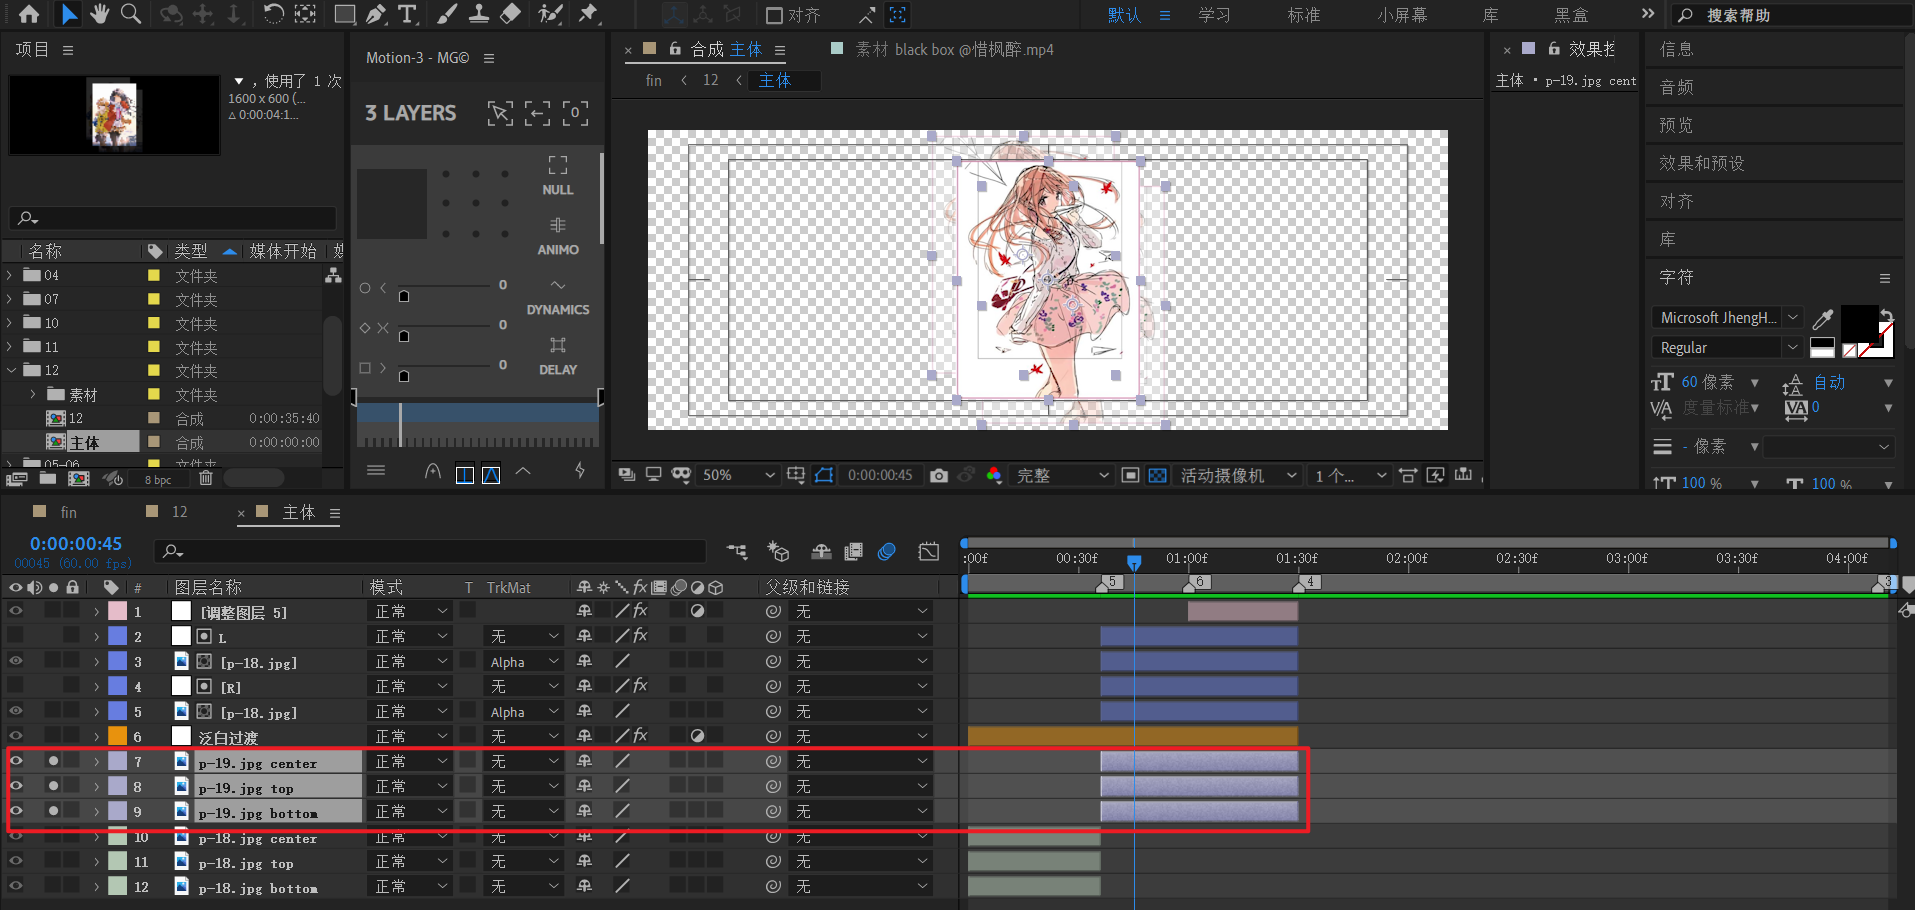 对齐
默认
学习
标准
小屏幕
库
黑盒
搜索帮助
项目
，使用了 1 次
1600 x 600 (...
△ 0:00:04:1...
名称
类型
媒体开始
04 文件夹
07 文件夹
10 文件夹
11 文件夹
12 文件夹
素材 文件夹
12 合成 0:00:35:40
主体 合成 0:00:00:00
05-06 文件夹
8 bpc
Motion-3 - MG©
3 LAYERS
0
NULL
ANIMO
0
DYNAMICS
0
0
DELAY
合成 主体
素材 black box @惜枫醉.mp4
fin
12
主体
50%
0:00:00:45
完整
活动摄像机
1 个...
效果控
主体 · p-19.jpg cent
信息
音频
预览
效果和预设
对齐
库
字符
Microsoft JhengH...
Regular
60 像素
自动
度量标准
0
- 像素
100 %
100 %
fin
12
主体
0:00:00:45
00045 (60.00 fps)
:00f
00:30f
01:00f
01:30f
02:00f
02:30f
03:00f
03:30f
04:00f
# 图层名称 模式 T TrkMat fx 父级和链接
5
6
4
3
1 [调整图层 5] 正常 fx 无
2 L 正常 无 fx 无
3 [p-18.jpg] 正常 Alpha 无
4 [R] 正常 无 fx 无
5 [p-18.jpg] 正常 Alpha 无
6 泛白过渡 正常 无 fx 无
7 p-19.jpg center 正常 无 无
8 p-19.jpg top 正常 无 无
9 p-19.jpg bottom 正常 无 无
10 p-18.jpg center 正常 无 无
11 p-18.jpg top 正常 无 无
12 p-18.jpg bottom 正常 无 无